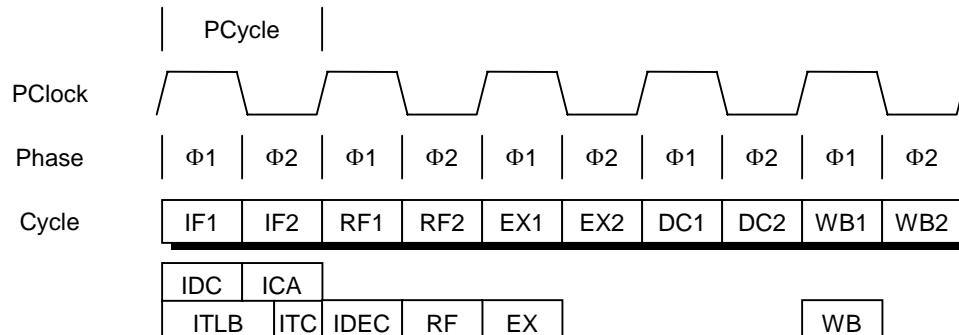 PCycle
PClock
Phase Φ1 Φ2 Φ1 Φ2 Φ1 Φ2 Φ1 Φ2 Φ1 Φ2
Cycle IF1 IF2 RF1 RF2 EX1 EX2 DC1 DC2 WB1 WB2
IDC ICA
ITLB ITC IDEC RF EX WB